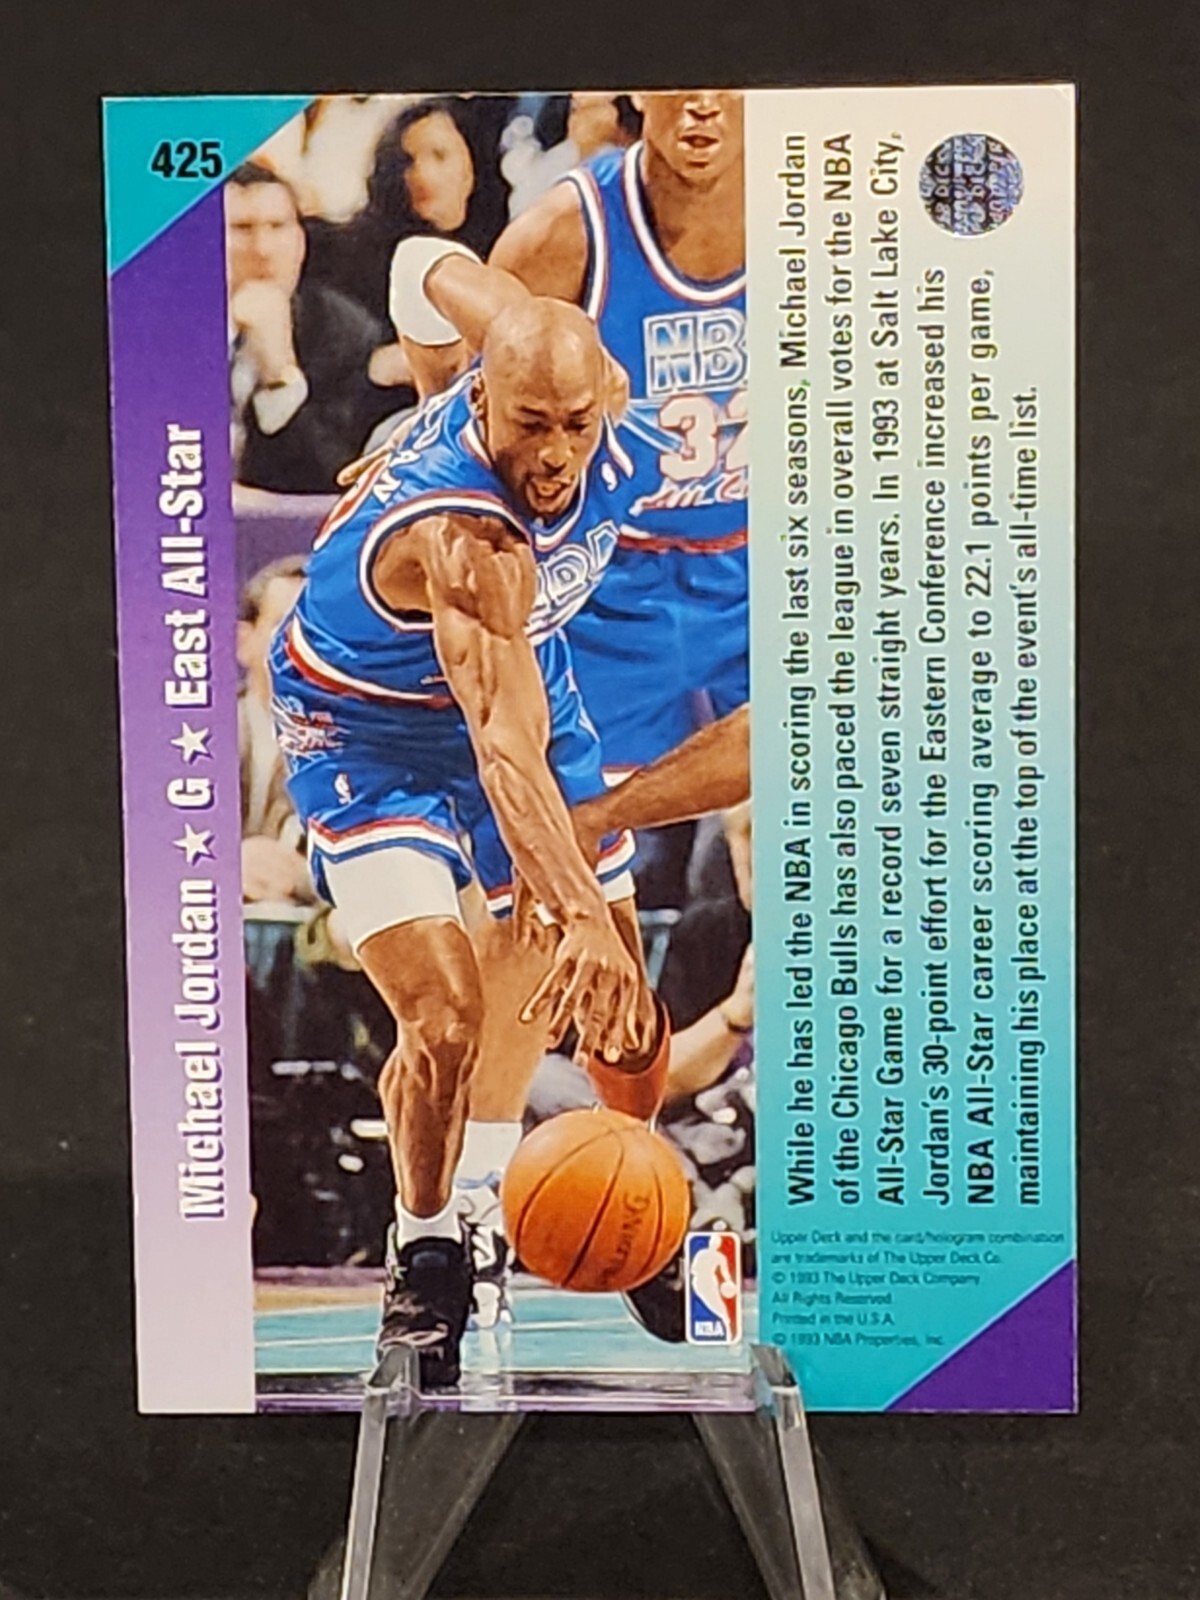 425
Michael Jordan ★ G ★ East All-Star
NBA
32
SPALDING
NBA
While he has led the NBA in scoring the last six seasons, Michael Jordan
of the Chicago Bulls has also paced the league in overall votes for the NBA
All-Star Game for a record seven straight years. In 1993 at Salt Lake City,
Jordan's 30-point effort for the Eastern Conference increased his
NBA All-Star career scoring average to 22.1 points per game,
maintaining his place at the top of the event's all-time list.
Upper Deck and the card/hologram combination
are trademarks of The Upper Deck Co.
© 1993 The Upper Deck Company
All Rights Reserved
Printed in the U.S.A.
© 1993 NBA Properties, Inc.